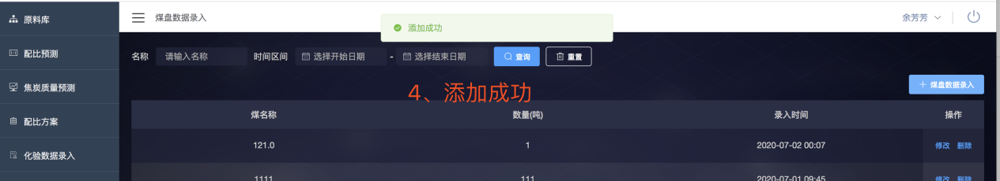 原料库
配比预测
焦炭质量预测
配比方案
化验数据录入
煤盘数据录入
添加成功
余芳芳
名称 请输入名称 时间区间 选择开始日期 - 选择结束日期 查询 重置
4、添加成功
+ 煤盘数据录入
煤名称 数量(吨) 录入时间 操作
121.0 1 2020-07-02 00:07 修改 删除
1111 111 2020-07-01 09:45 修改 删除